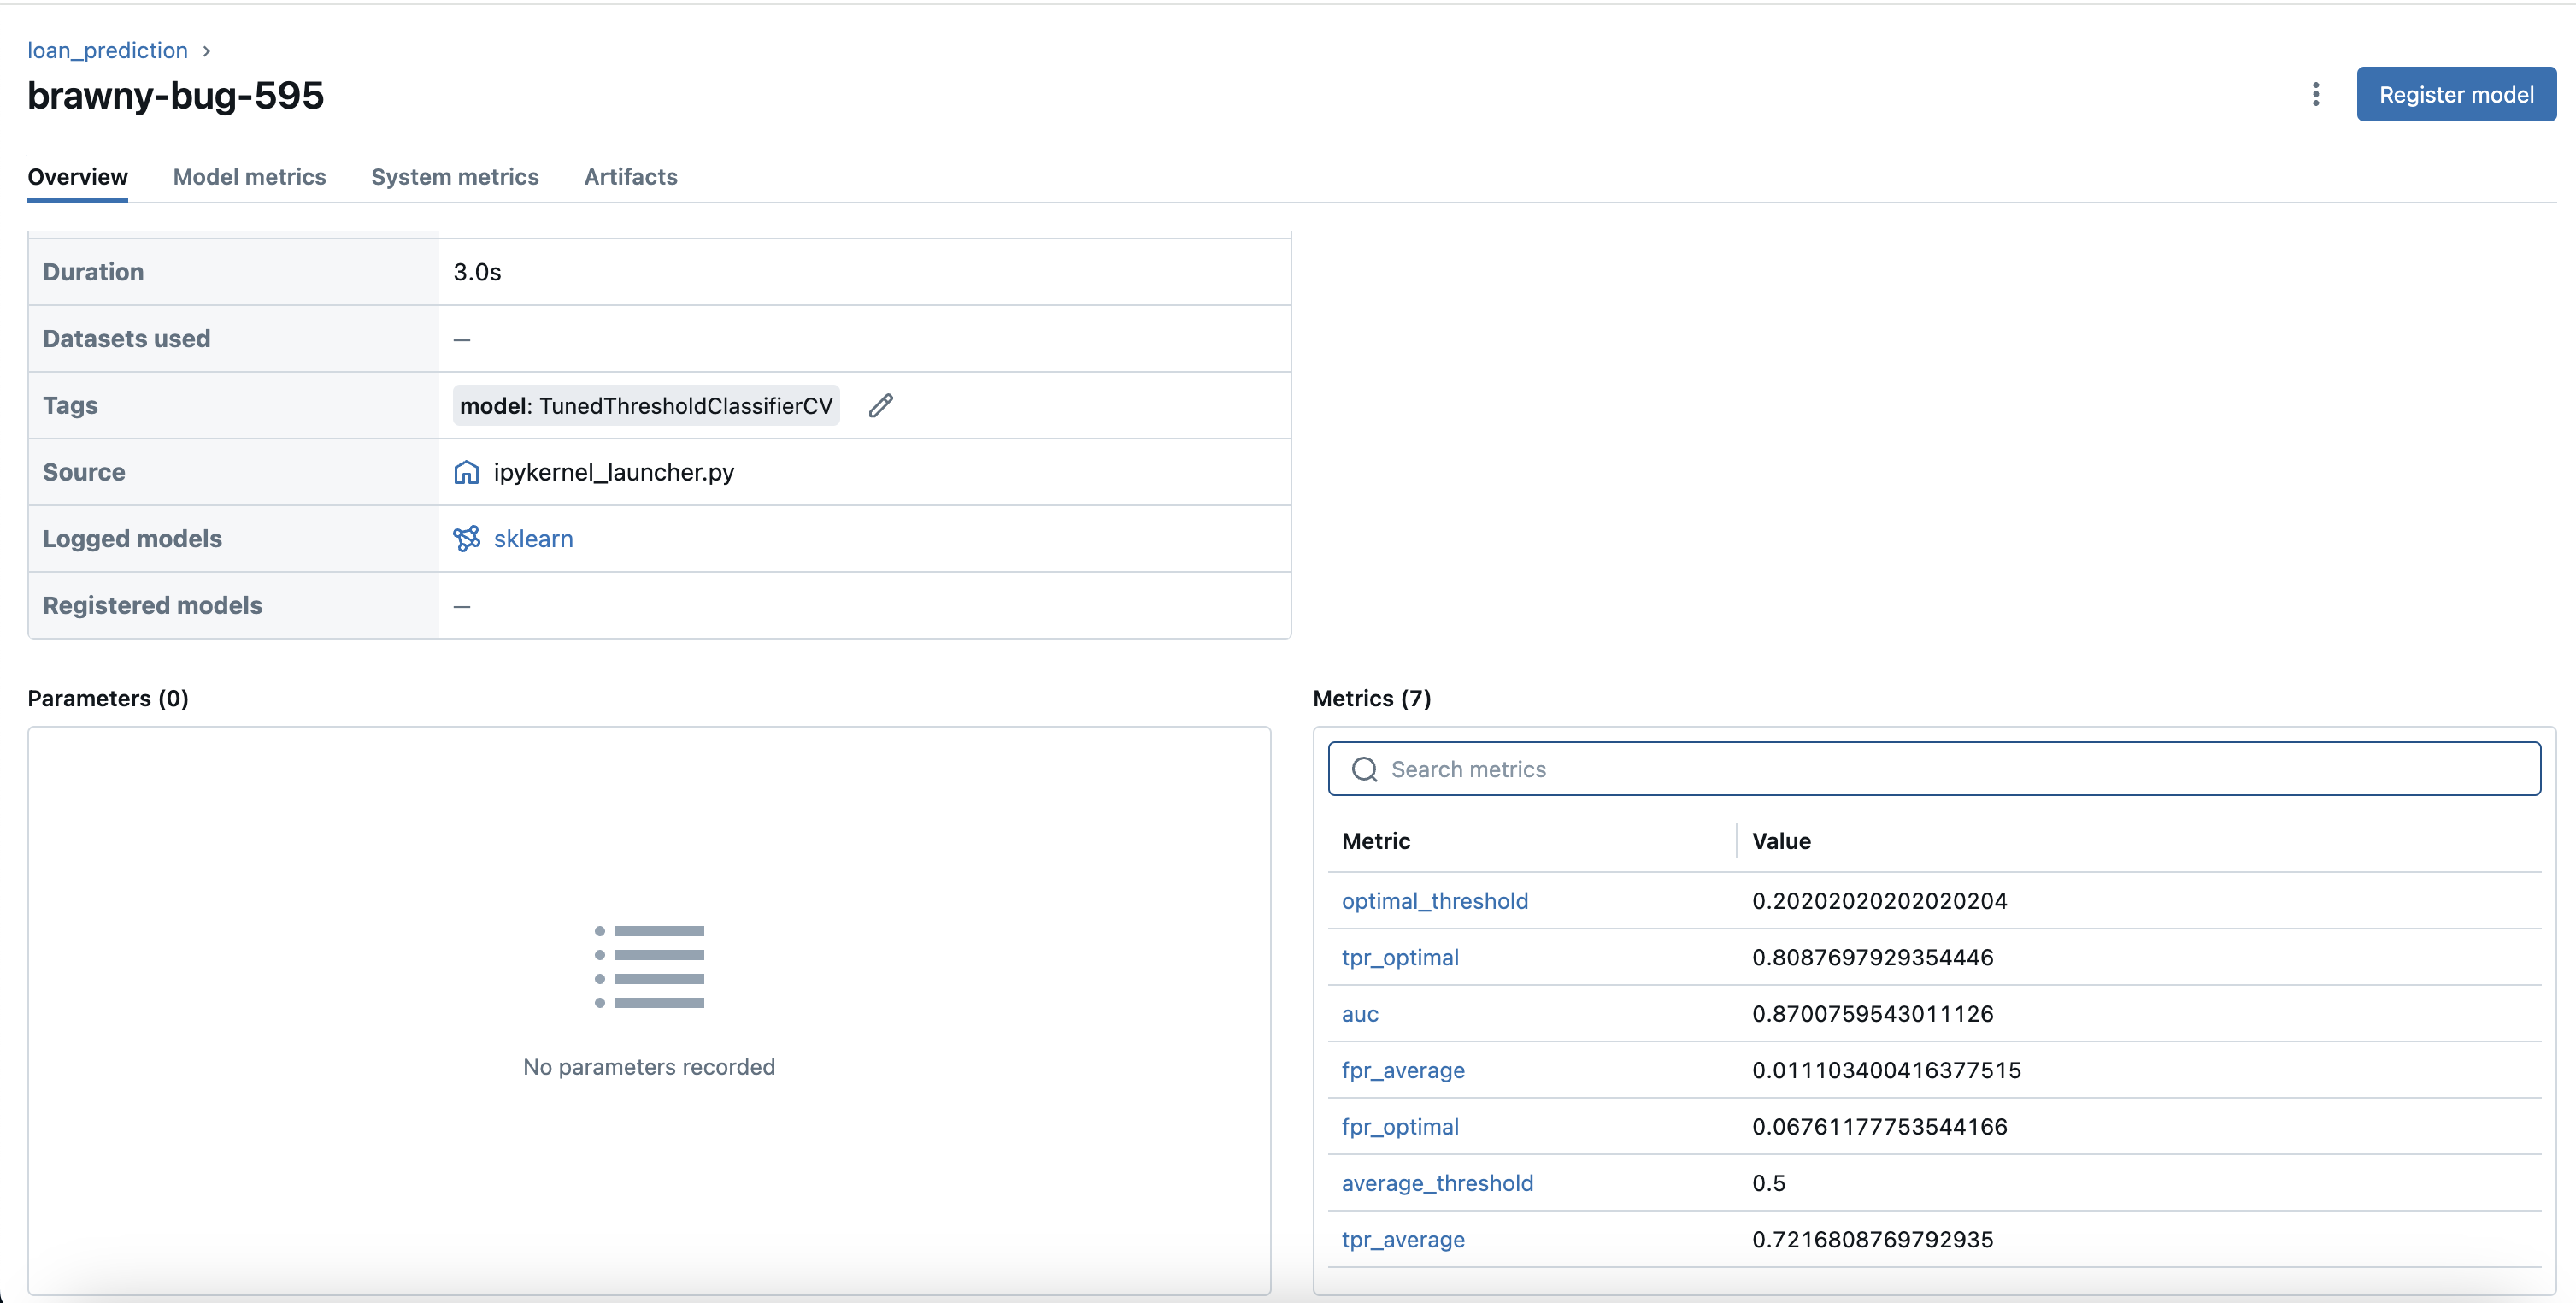 loan_prediction
brawny-bug-595
Register model
Overview Model metrics System metrics Artifacts
Duration 3.0s
Datasets used —
Tags model: TunedThresholdClassifierCV
Source ipykernel_launcher.py
Logged models sklearn
Registered models —
Parameters (0)
No parameters recorded
Metrics (7)
Search metrics
Metric Value
optimal_threshold 0.20202020202020204
tpr_optimal 0.8087697929354446
auc 0.8700759543011126
fpr_average 0.011103400416377515
fpr_optimal 0.06761177753544166
average_threshold 0.5
tpr_average 0.7216808769792935